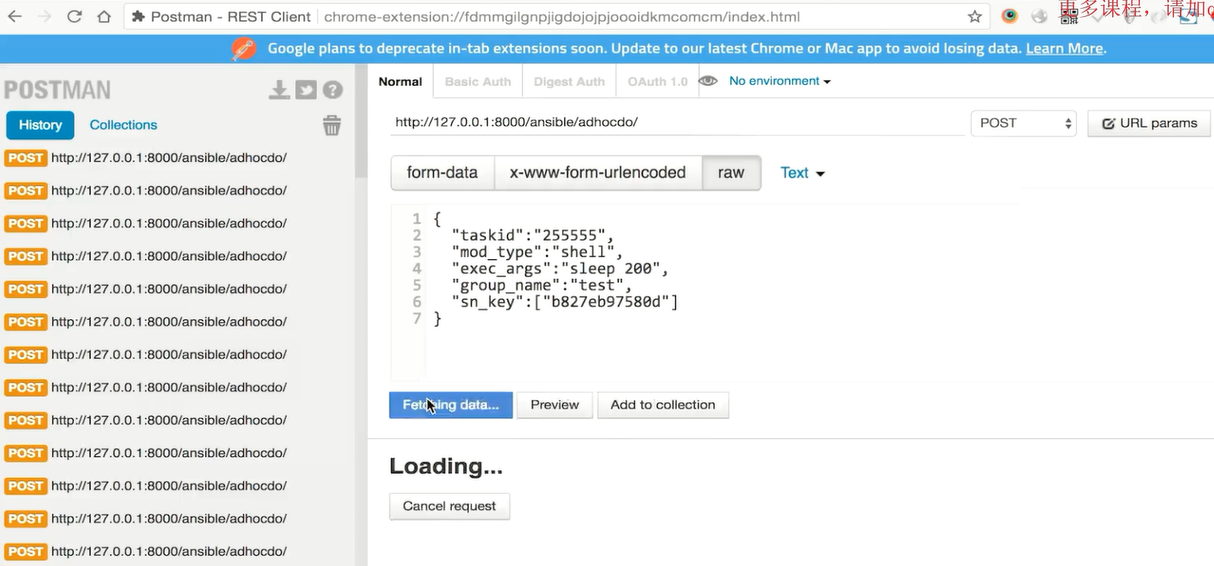 Postman - REST Client
chrome-extension://fdmmgilgnpjigdojojpjoooidkmcomcm/index.html
更多课程，请加
Google plans to deprecate in-tab extensions soon. Update to our latest Chrome or Mac app to avoid losing data. Learn More.
POSTMAN
Normal
Basic Auth
Digest Auth
OAuth 1.0
No environment
History
Collections
http://127.0.0.1:8000/ansible/adhocdo/
POST
URL params
form-data
x-www-form-urlencoded
raw
Text
POST http://127.0.0.1:8000/ansible/adhocdo/
POST http://127.0.0.1:8000/ansible/adhocdo/
POST http://127.0.0.1:8000/ansible/adhocdo/
POST http://127.0.0.1:8000/ansible/adhocdo/
POST http://127.0.0.1:8000/ansible/adhocdo/
POST http://127.0.0.1:8000/ansible/adhocdo/
POST http://127.0.0.1:8000/ansible/adhocdo/
POST http://127.0.0.1:8000/ansible/adhocdo/
POST http://127.0.0.1:8000/ansible/adhocdo/
POST http://127.0.0.1:8000/ansible/adhocdo/
POST http://127.0.0.1:8000/ansible/adhocdo/
POST http://127.0.0.1:8000/ansible/adhocdo/
POST http://127.0.0.1:8000/ansible/adhocdo/
1 {
2 "taskid":"255555",
3 "mod_type":"shell",
4 "exec_args":"sleep 200",
5 "group_name":"test",
6 "sn_key":["b827eb97580d"]
7 }
Fetching data...
Preview
Add to collection
Loading...
Cancel request